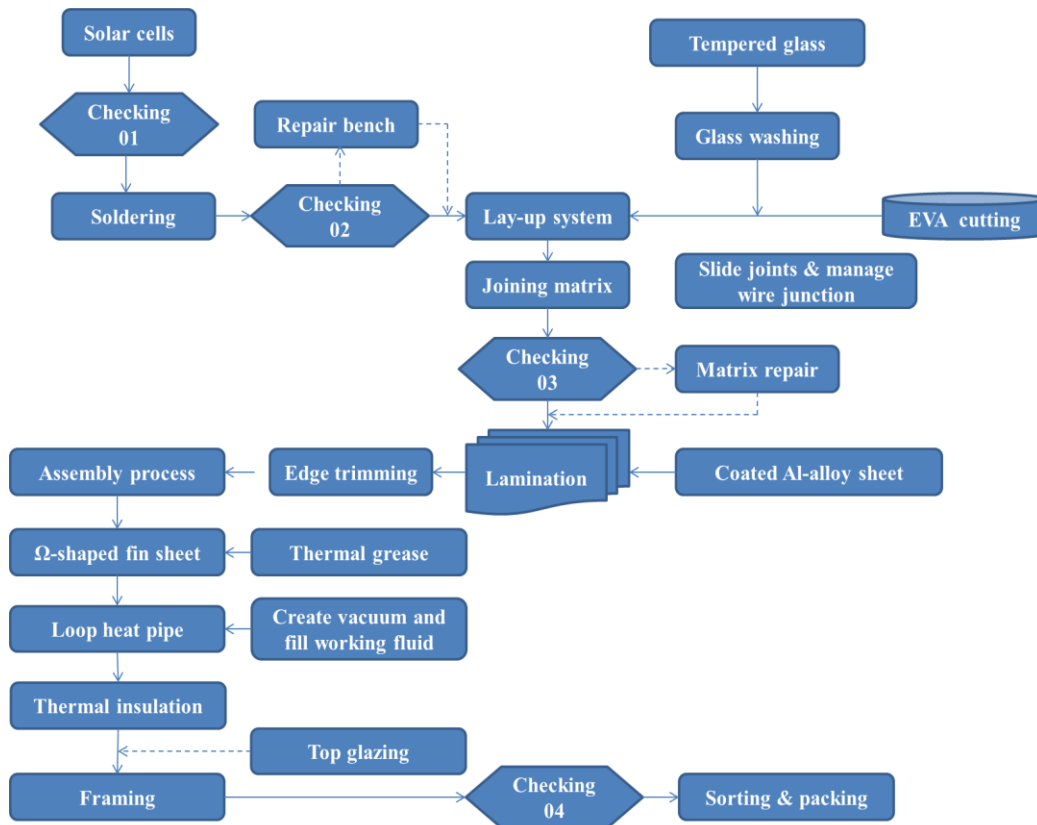 Solar cells
Tempered glass
Checking
01
Repair bench
Glass washing
Soldering
Checking
02
Lay-up system
EVA cutting
Joining matrix
Slide joints & manage
wire junction
Checking
03
Matrix repair
Assembly process
Edge trimming
Lamination
Coated Al-alloy sheet
Ω-shaped fin sheet
Thermal grease
Loop heat pipe
Create vacuum and
fill working fluid
Thermal insulation
Top glazing
Framing
Checking
04
Sorting & packing